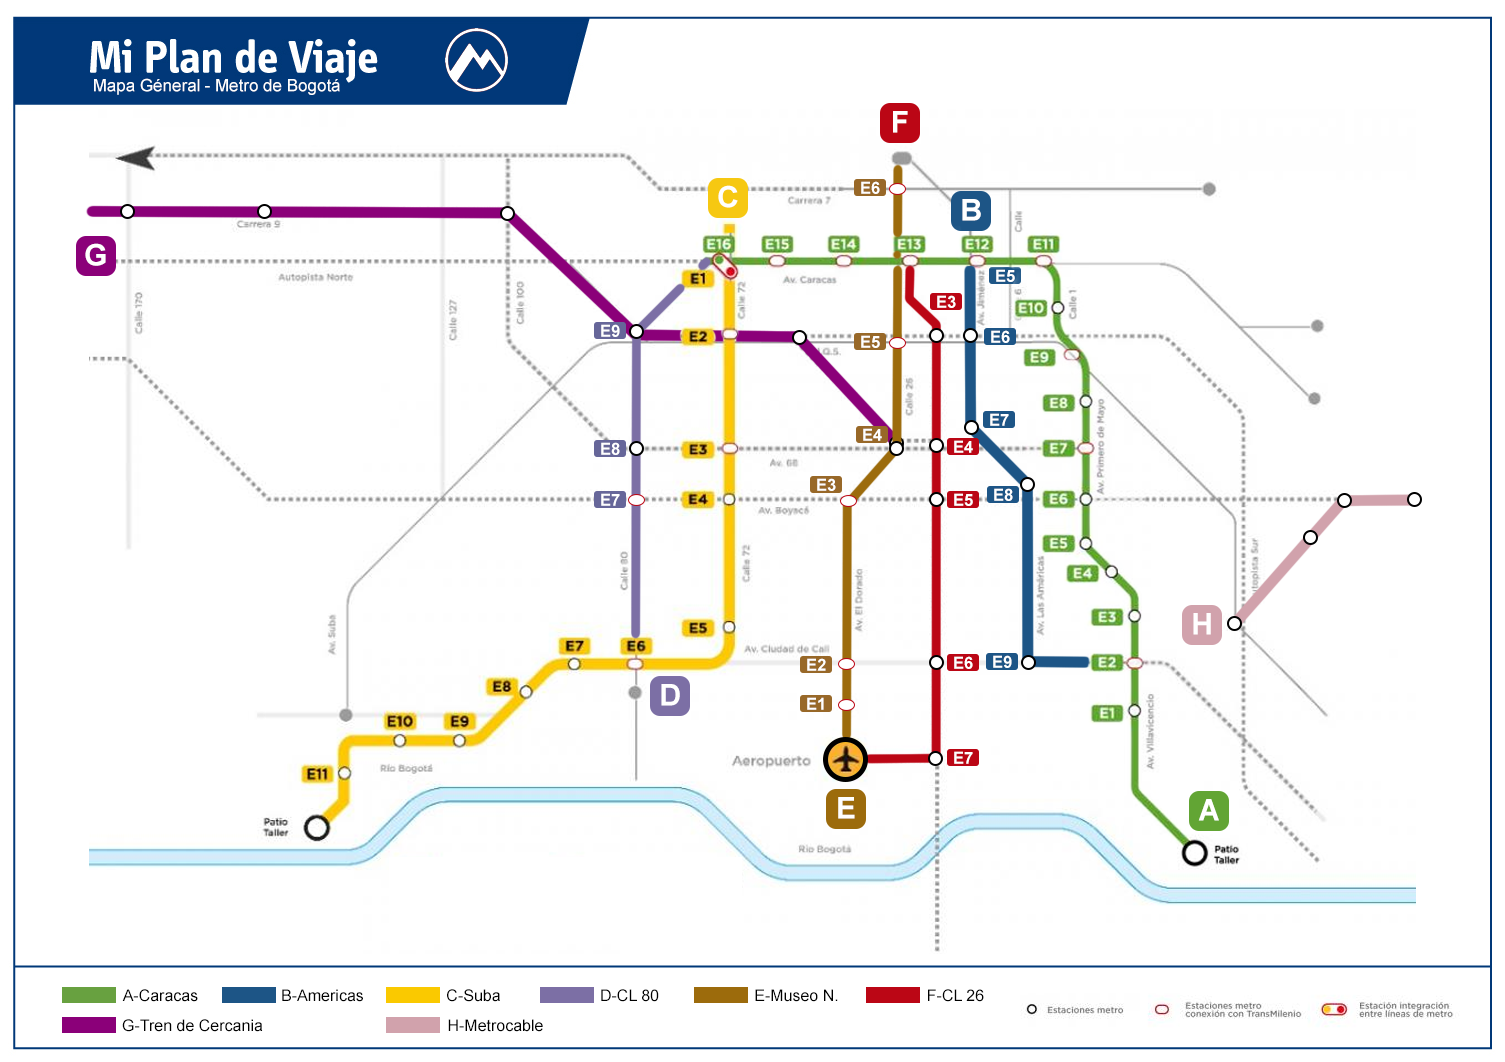 Mi Plan de Viaje
Mapa Géneral - Metro de Bogotá
F
C
B
G
E6
Carrera 7
Calle
Carrera 9
E16
E15
E14
E13
E12
E11
Autopista Norte
E1
Av. Caracas
E5
Calle 170
Calle 127
Calle 100
Calle 72
E3
Av. Jiménez
6
E10
Calle 1
E9
E2
.Q.S.
E5
E6
E9
Calle 26
E8
E7
Av. Primero de Mayo
E8
E3
E4
E4
E7
Av. 68
E7
E4
E3
E5
E8
E6
Av. Boyacá
Calle 80
Calle 72
Av. El Dorado
Av. Las Américas
utopista Sur
E5
E4
E3
H
Av. Suba
E5
E7
E6
Av. Ciudad de Cali
E2
E6
E9
E2
E8
D
E1
E1
Av. Villavicencio
E10
E9
Río Bogotá
E11
Aeropuerto
E7
E
A
Patio
Taller
Río Bogotá
Patio
Taller
A-Caracas
B-Americas
C-Suba
D-CL 80
E-Museo N.
F-CL 26
G-Tren de Cercania
H-Metrocable
Estaciones metro
Estaciones metro
conexión con TransMilenio
Estación integración
entre líneas de metro